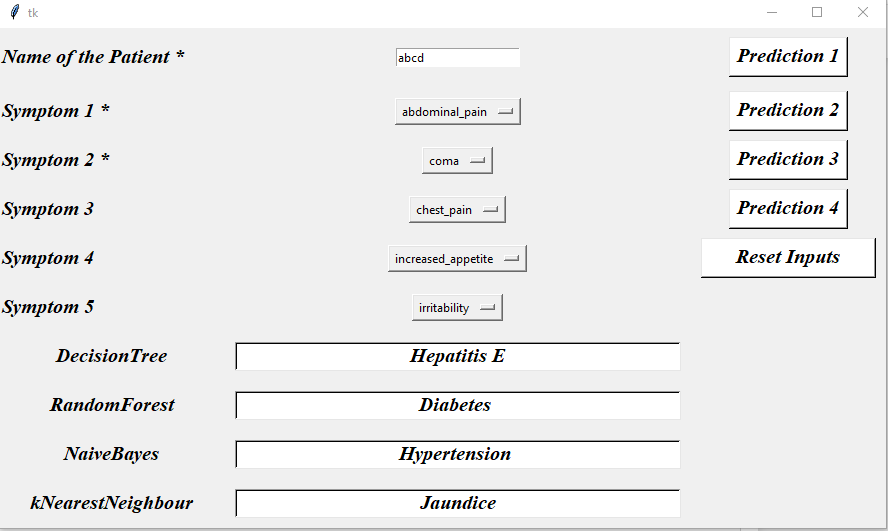 tk
Name of the Patient * abcd Prediction 1
Symptom 1 * abdominal_pain Prediction 2
Symptom 2 * coma Prediction 3
Symptom 3 chest_pain Prediction 4
Symptom 4 increased_appetite Reset Inputs
Symptom 5 irritability
DecisionTree Hepatitis E
RandomForest Diabetes
NaiveBayes Hypertension
kNearestNeighbour Jaundice